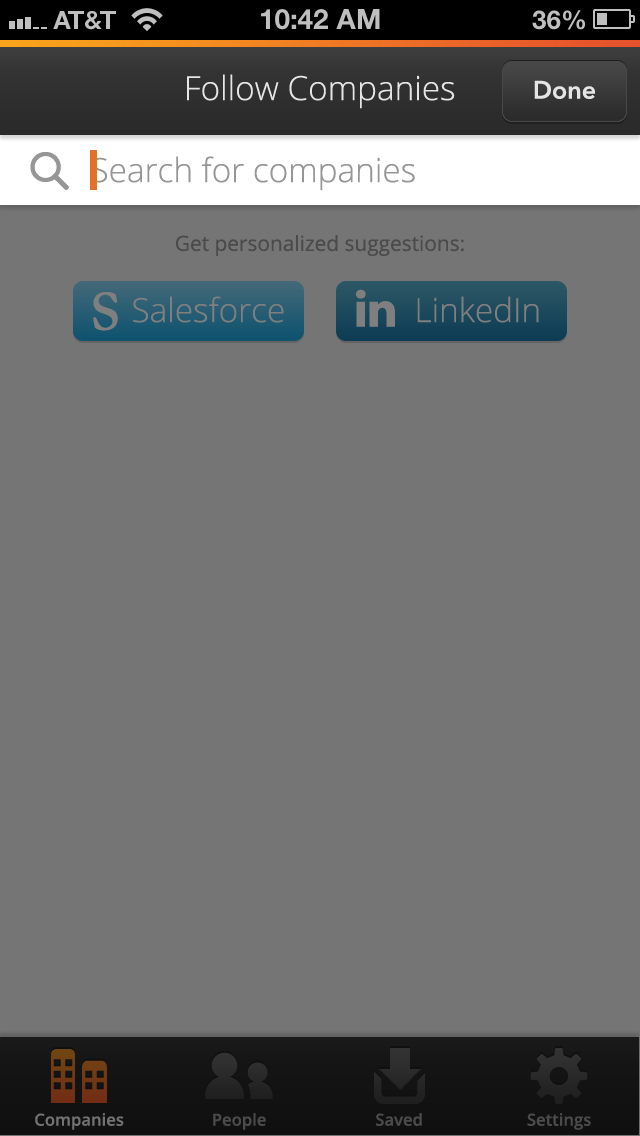 AT&T 10:42 AM 36%
Follow Companies Done
Search for companies
Get personalized suggestions:
S Salesforce in LinkedIn
Companies People Saved Settings